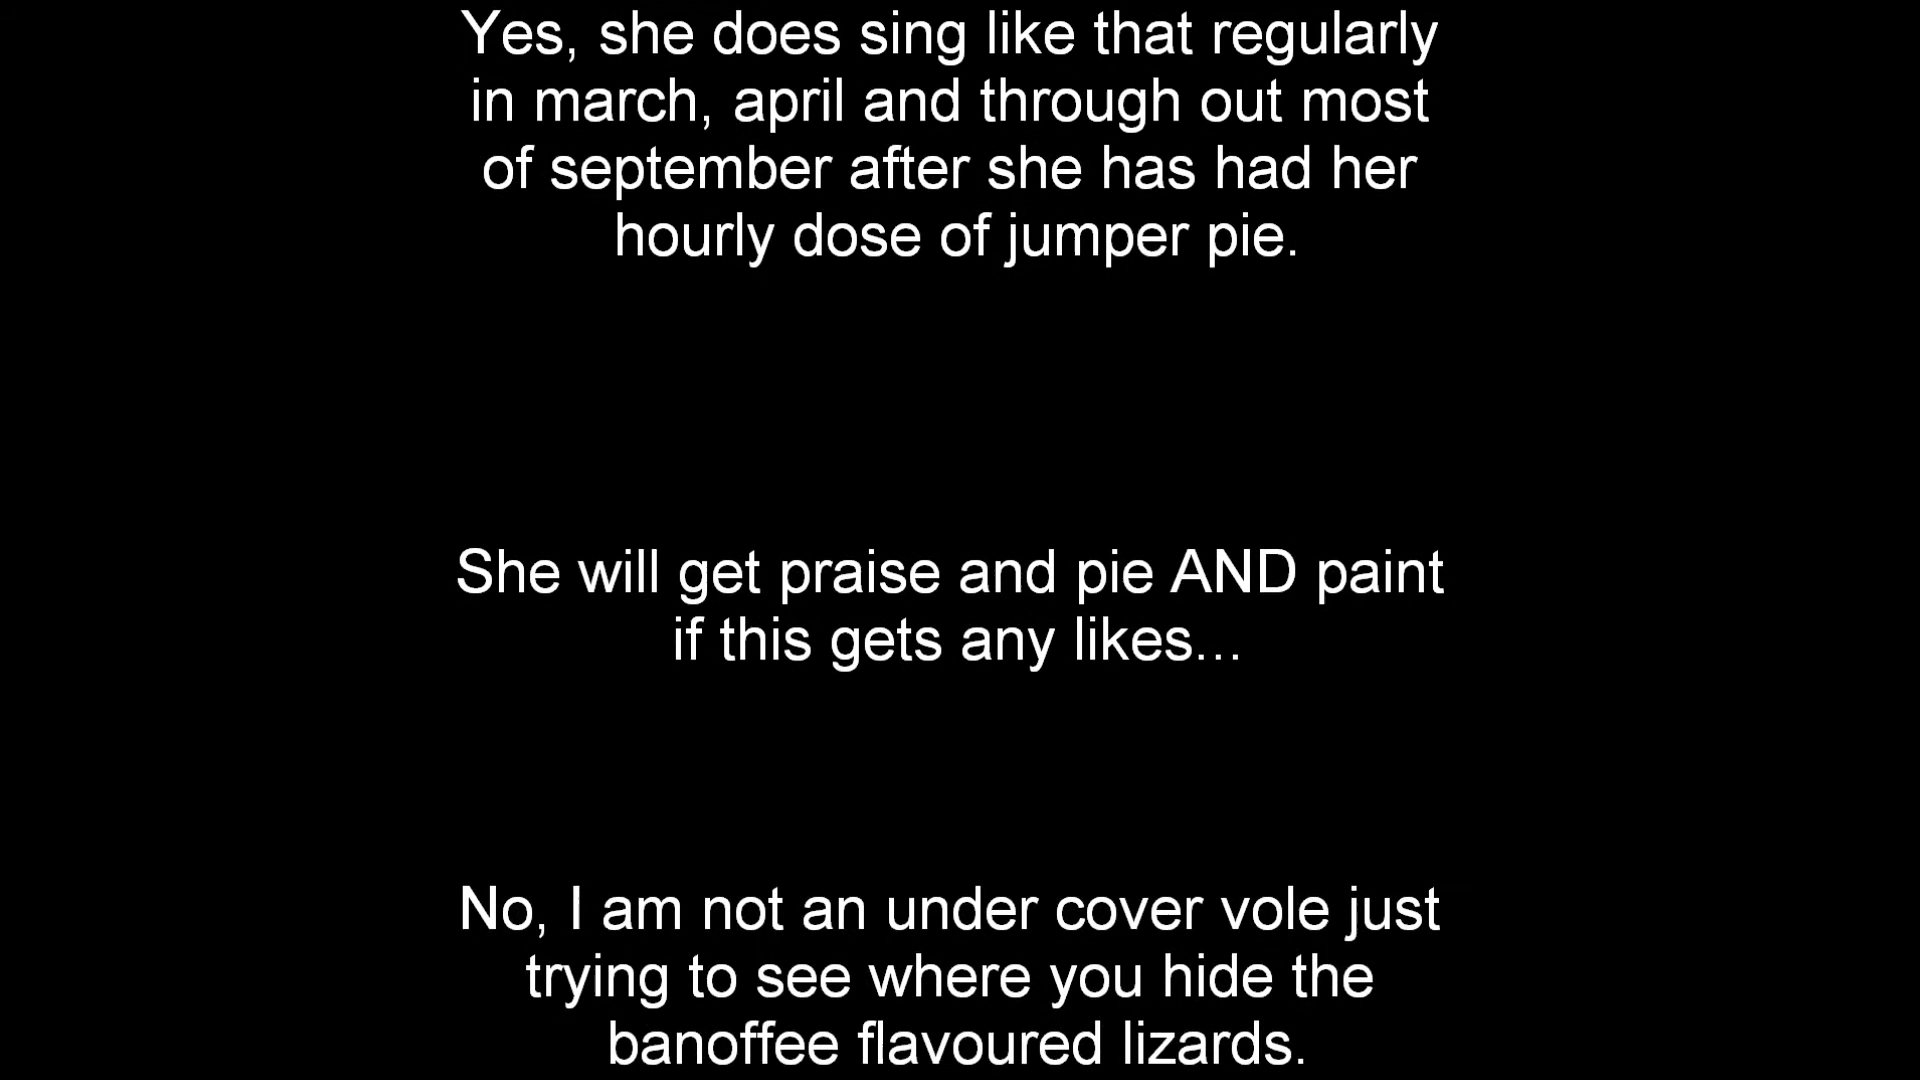 Yes, she does sing like that regularly
in march, april and through out most
of september after she has had her
hourly dose of jumper pie.
She will get praise and pie AND paint
if this gets any likes...
No, I am not an under cover vole just
trying to see where you hide the
banoffee flavoured lizards.